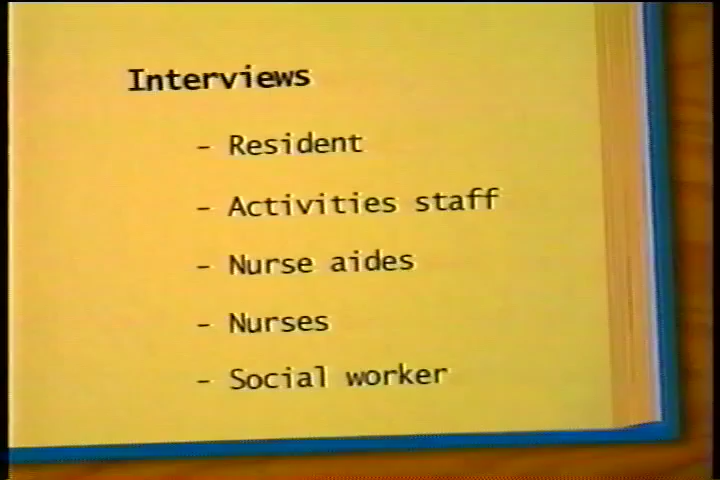 Interviews
- Resident
- Activities staff
- Nurse aides
- Nurses
- Social worker